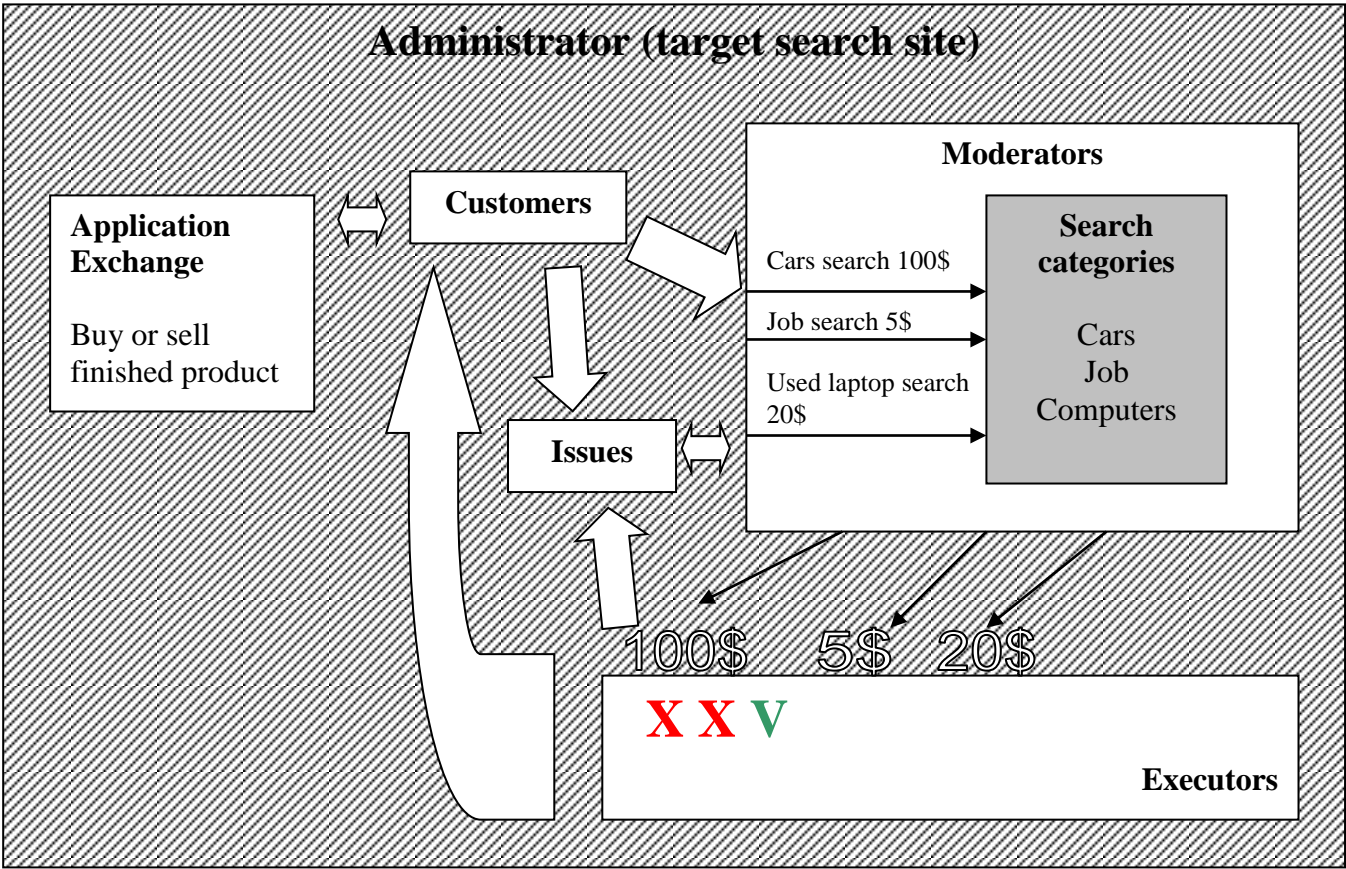 Administrator (target search site)
Application
Exchange
Buy or sell
finished product
Customers
Issues
Moderators
Cars search 100$
Job search 5$
Used laptop search
20$
Search
categories
Cars
Job
Computers
100$ 5$ 20$
X X V
Executors